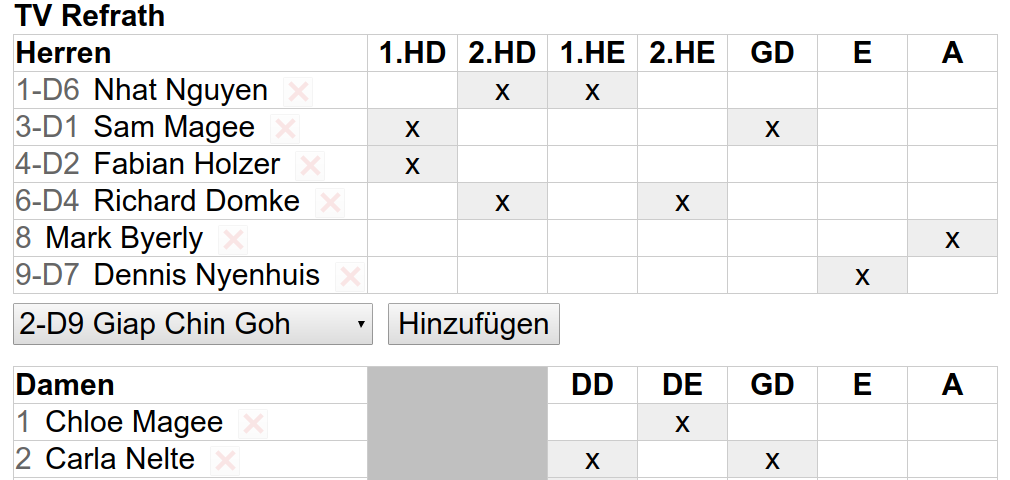 TV Refrath
Herren 1.HD 2.HD 1.HE 2.HE GD E A
1-D6 Nhat Nguyen x x
3-D1 Sam Magee x x
4-D2 Fabian Holzer x
6-D4 Richard Domke x x
8 Mark Byerly x
9-D7 Dennis Nyenhuis x
2-D9 Giap Chin Goh Hinzufügen
Damen DD DE GD E A
1 Chloe Magee x
2 Carla Nelte x x